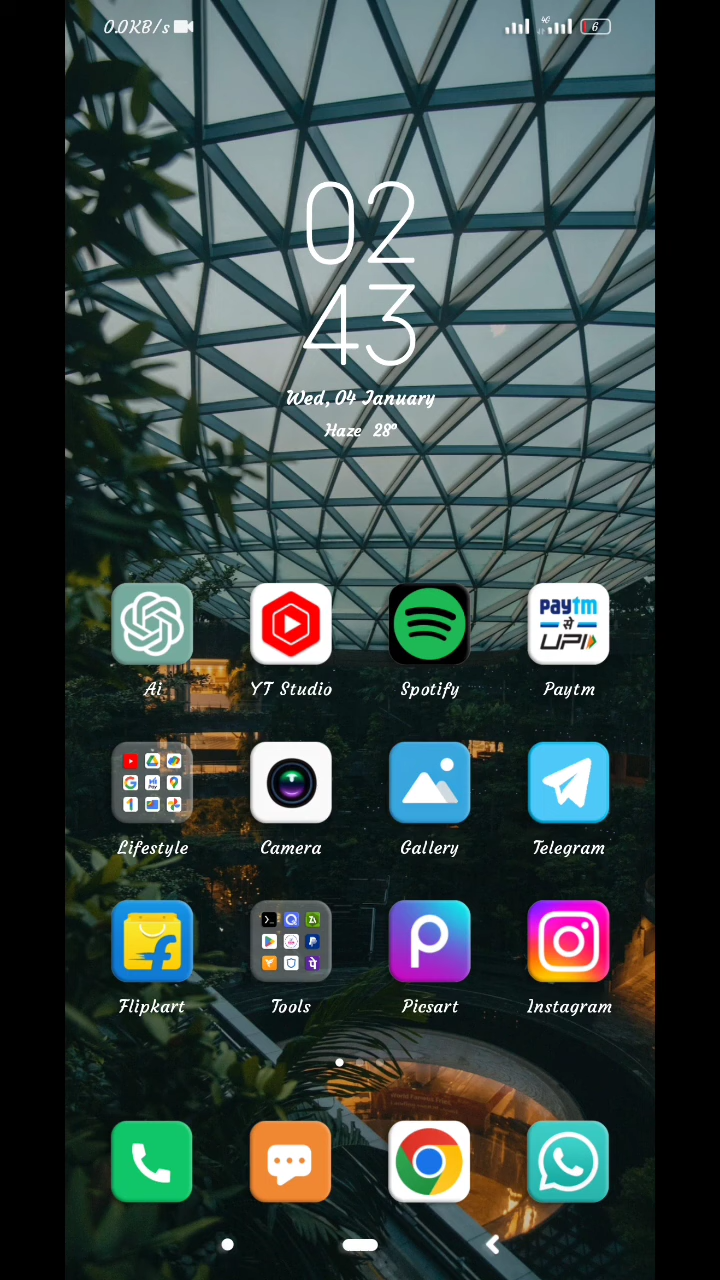 0.0KB/s 4G 6
02
43
Wed, 04 January
Haze 28°
paytm
से
UPI
Ai YT Studio Spotify Paytm
Lifestyle Camera Gallery Telegram
Flipkart Tools Picsart Instagram